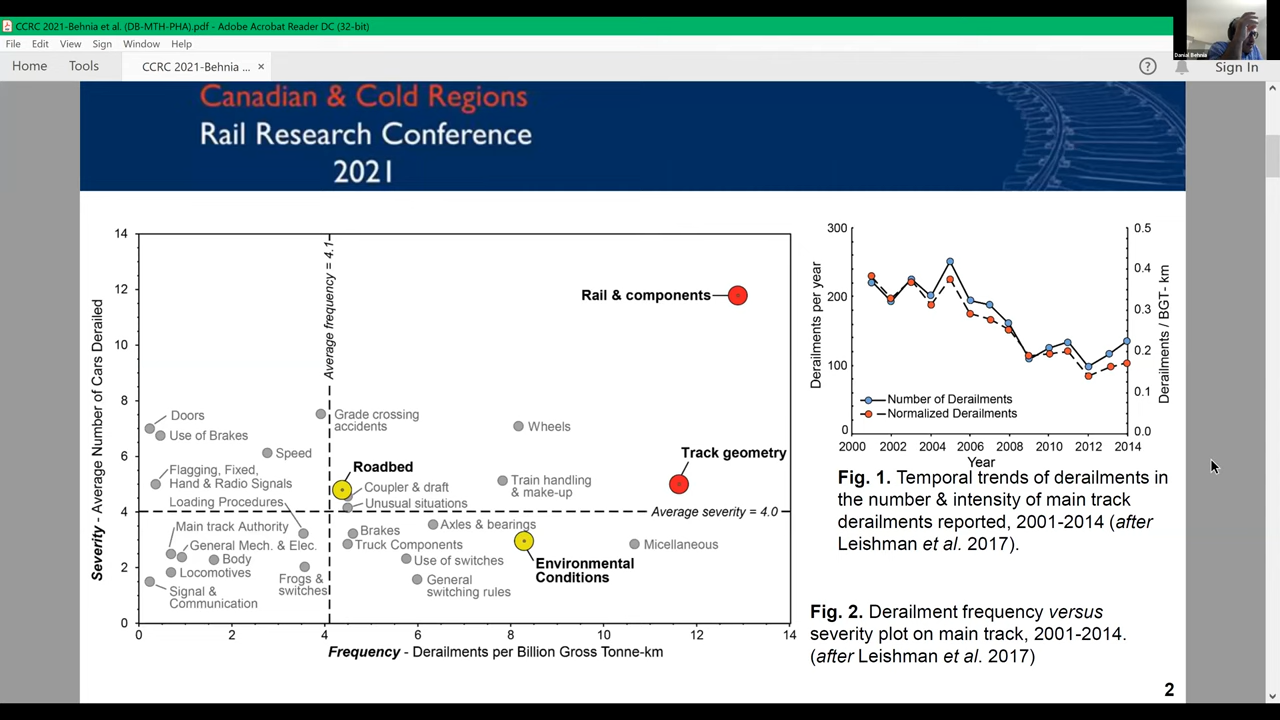 CCRC 2021-Behnia et al. (DB-MTH-PHA).pdf - Adobe Acrobat Reader DC (32-bit)
File Edit View Sign Window Help
Home Tools CCRC 2021-Behnia ... × ? Sign In
Danial Behnia
Canadian & Cold Regions
Rail Research Conference
2021
Severity - Average Number of Cars Derailed
14
12
10
8
6
4
2
0
Average frequency = 4.1
Rail & components
Doors
Use of Brakes
Grade crossing
accidents
Wheels
Speed
Track geometry
Flagging, Fixed,
Hand & Radio Signals
Roadbed
Coupler & draft
Train handling
& make-up
Loading Procedures
Unusual situations
Average severity = 4.0
Main track Authority
General Mech. & Elec.
Body
Locomotives
Signal &
Communication
Frogs &
switches
Brakes
Axles & bearings
Truck Components
Use of switches
General
switching rules
Environmental
Conditions
Micellaneous
0 2 4 6 8 10 12 14
Frequency - Derailments per Billion Gross Tonne-km
Derailments per year
300
200
100
0
0.5
0.4
0.3
0.2
0.1
0.0
Derailments / BGT- km
Number of Derailments
Normalized Derailments
2000 2002 2004 2006 2008 2010 2012 2014
Year
Fig. 1. Temporal trends of derailments in
the number & intensity of main track
derailments reported, 2001-2014 (after
Leishman et al. 2017).
Fig. 2. Derailment frequency versus
severity plot on main track, 2001-2014.
(after Leishman et al. 2017)
2